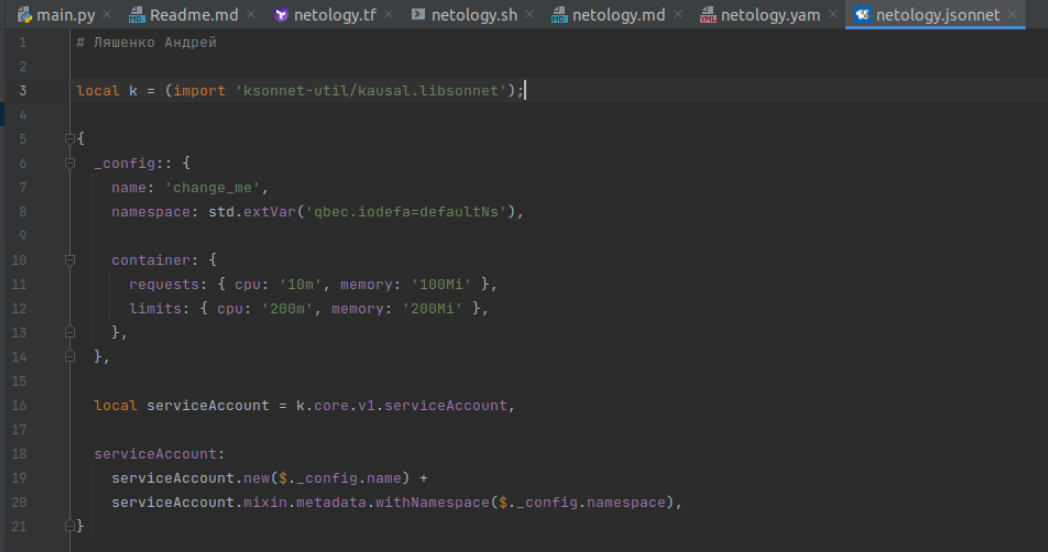 main.py × Readme.md × netology.tf × netology.sh × netology.md × netology.yam × netology.jsonnet ×
1 # Ляшенко Андрей
2
3 local k = (import 'ksonnet-util/kausal.libsonnet');
4
5 {
6   _config:: {
7     name: 'change_me',
8     namespace: std.extVar('qbec.iodefa=defaultNs'),
9
10     container: {
11       requests: { cpu: '10m', memory: '100Mi' },
12       limits: { cpu: '200m', memory: '200Mi' },
13     },
14   },
15
16   local serviceAccount = k.core.v1.serviceAccount,
17
18   serviceAccount:
19     serviceAccount.new($._config.name) +
20     serviceAccount.mixin.metadata.withNamespace($._config.namespace),
21 }